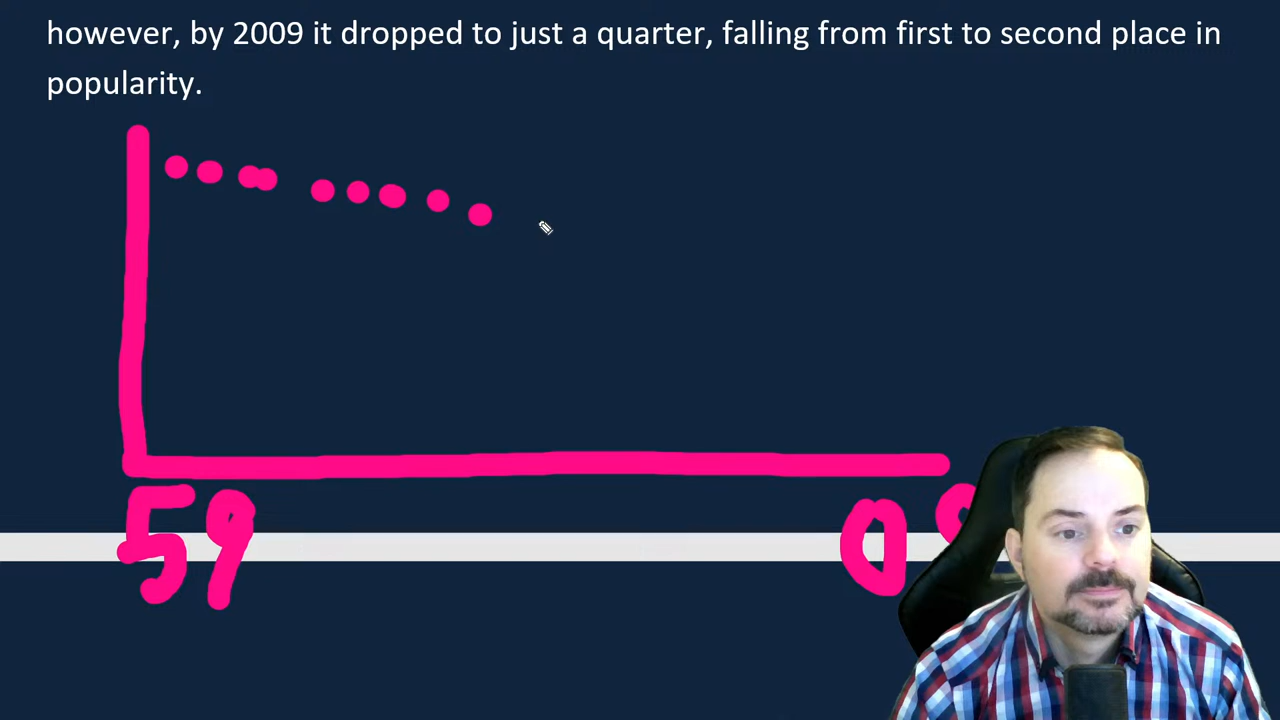 however, by 2009 it dropped to just a quarter, falling from first to second place in
popularity.
59 0